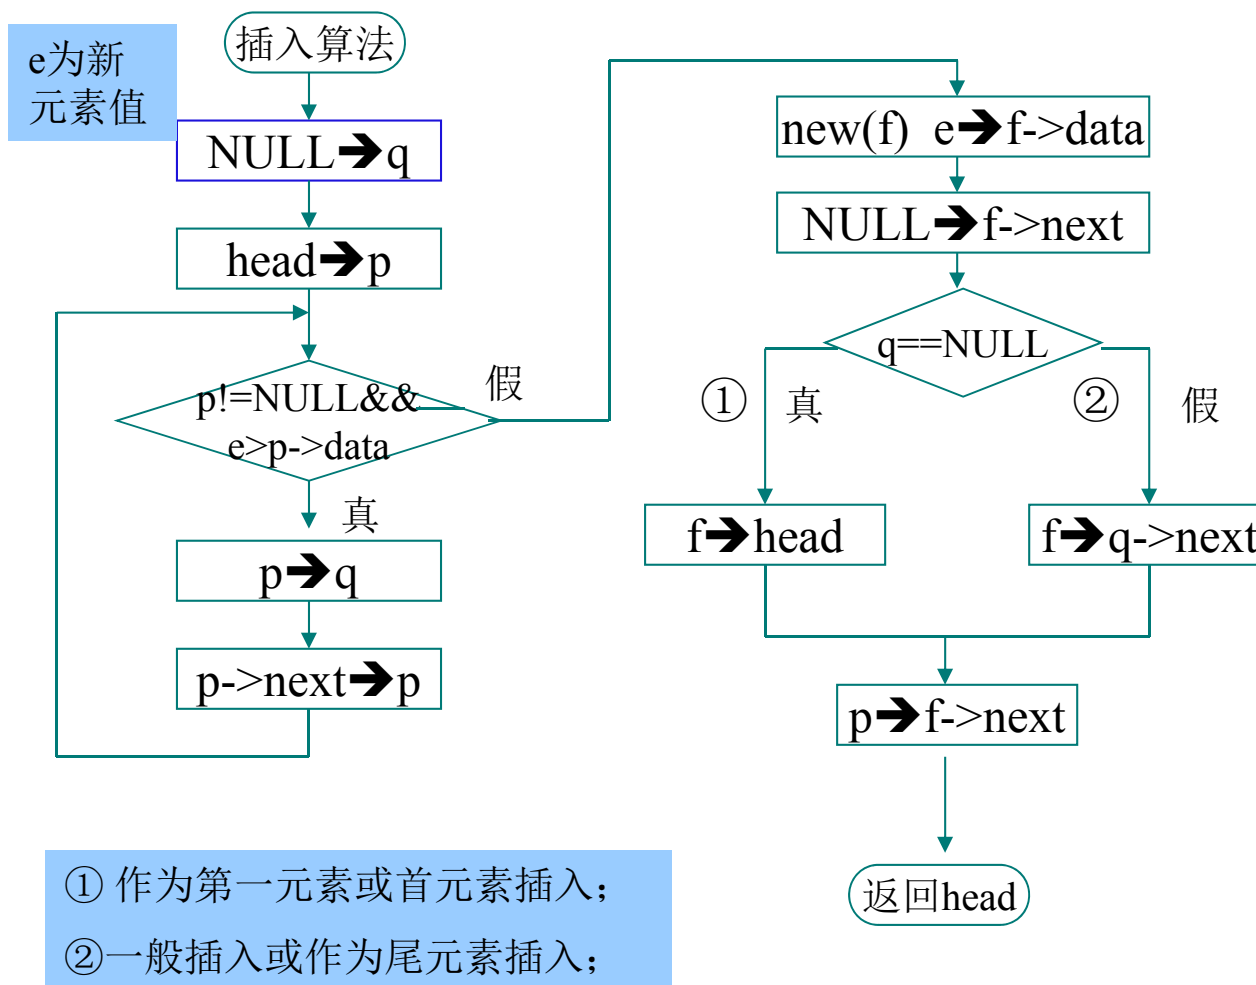 e为新
元素值
插入算法
NULL➔q
head➔p
p!=NULL&&
e>p->data
假
真
p➔q
p->next➔p
new(f) e➔f->data
NULL➔f->next
q==NULL
① 真
② 假
f➔head
f➔q->next
p➔f->next
返回head
① 作为第一元素或首元素插入;
②一般插入或作为尾元素插入;